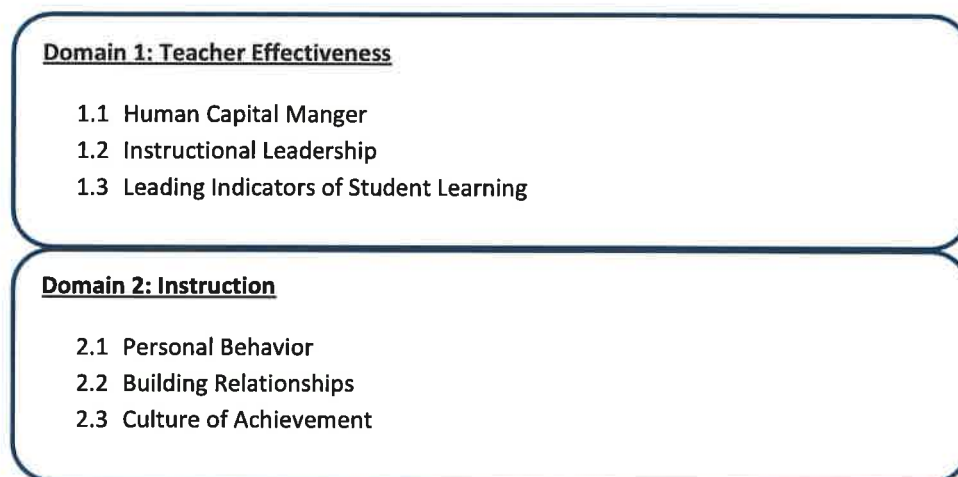 Domain 1: Teacher Effectiveness
1.1 Human Capital Manger
1.2 Instructional Leadership
1.3 Leading Indicators of Student Learning
Domain 2: Instruction
2.1 Personal Behavior
2.2 Building Relationships
2.3 Culture of Achievement